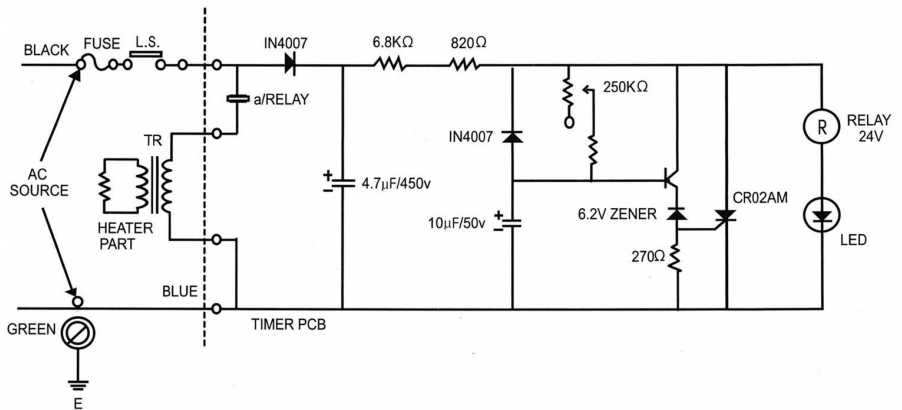 BLACK
FUSE
L.S.
IN4007
6.8KΩ
820Ω
a/RELAY
250KΩ
IN4007
RELAY
24V
R
TR
AC
SOURCE
4.7μF/450v
+
−
HEATER
PART
10μF/50v
+
−
6.2V ZENER
CR02AM
LED
270Ω
BLUE
TIMER PCB
GREEN
E